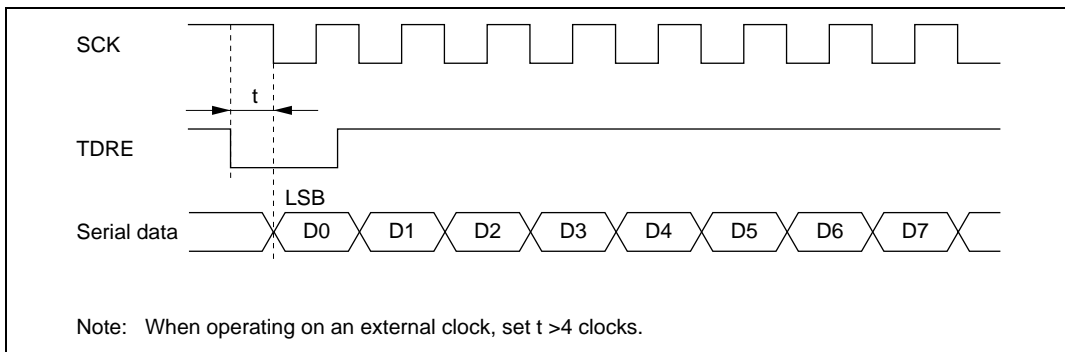 SCK
t
TDRE
LSB
Serial data D0 D1 D2 D3 D4 D5 D6 D7
Note: When operating on an external clock, set t >4 clocks.